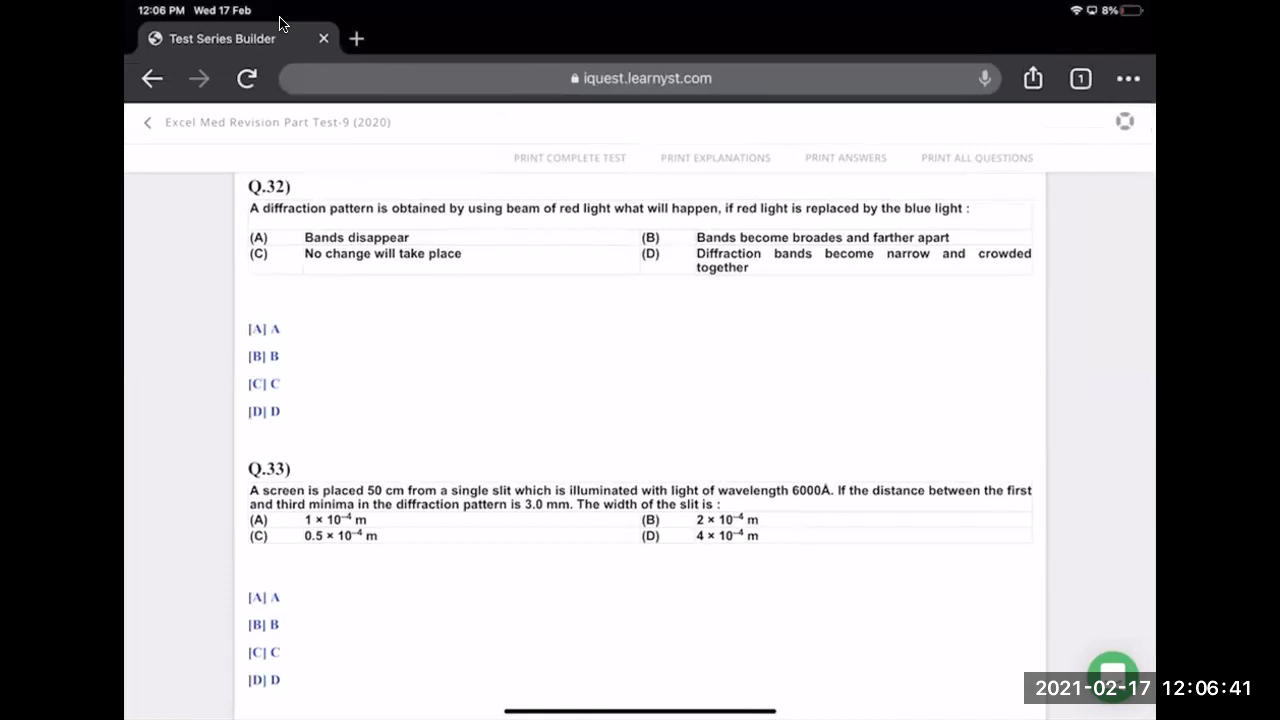 12:06 PM Wed 17 Feb
8%
Test Series Builder
iquest.learnyst.com
1
Excel Med Revision Part Test-9 (2020)
PRINT COMPLETE TEST PRINT EXPLANATIONS PRINT ANSWERS PRINT ALL QUESTIONS
Q.32)
A diffraction pattern is obtained by using beam of red light what will happen, if red light is replaced by the blue light :
(A) Bands disappear (B) Bands become broades and farther apart
(C) No change will take place (D) Diffraction bands become narrow and crowded
together
[A] A
[B] B
[C] C
[D] D
Q.33)
A screen is placed 50 cm from a single slit which is illuminated with light of wavelength 6000Å. If the distance between the first
and third minima in the diffraction pattern is 3.0 mm. The width of the slit is :
(A) 1 × 10⁻⁴ m (B) 2 × 10⁻⁴ m
(C) 0.5 × 10⁻⁴ m (D) 4 × 10⁻⁴ m
[A] A
[B] B
[C] C
[D] D
2021-02-17 12:06:41